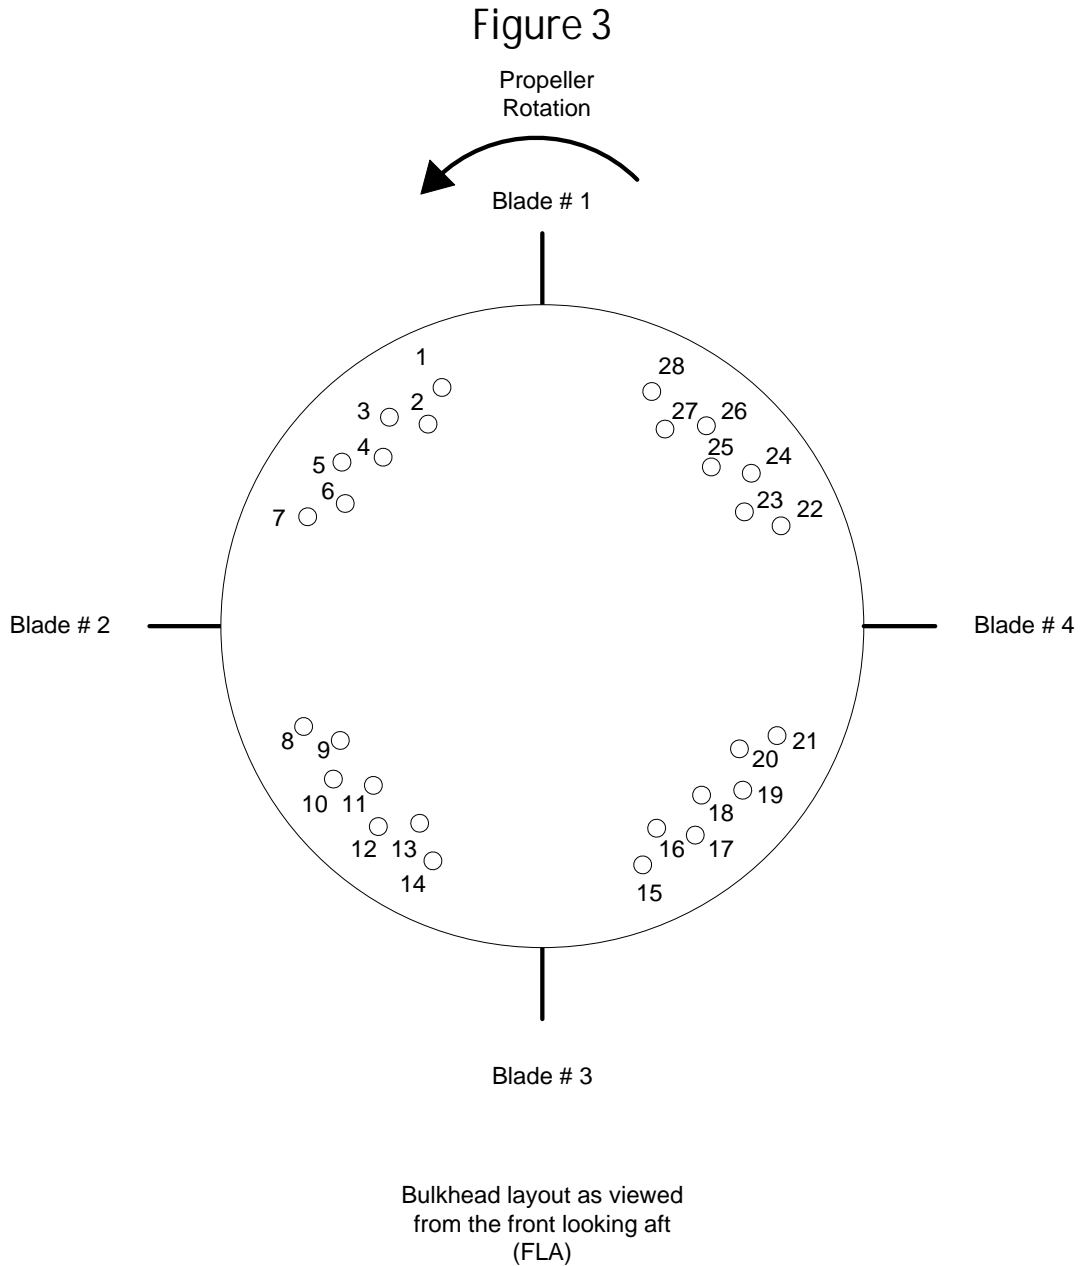 Figure 3
Propeller
Rotation
Blade # 1
1
28
3
2
27
26
5
4
25
24
7
6
23
22
Blade # 2
Blade # 4
8
9
20
21
10
11
18
19
12
13
16
17
14
15
Blade # 3
Bulkhead layout as viewed
from the front looking aft
(FLA)